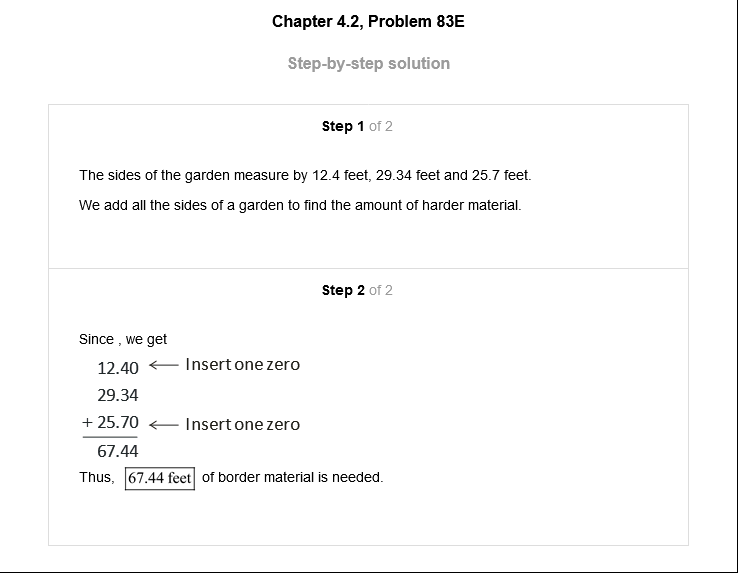 Chapter 4.2, Problem 83E
Step-by-step solution
Step 1 of 2
The sides of the garden measure by 12.4 feet, 29.34 feet and 25.7 feet.
We add all the sides of a garden to find the amount of harder material.
Step 2 of 2
Since , we get
12.40 ← Insert one zero
29.34
+ 25.70 ← Insert one zero
67.44
Thus, 67.44 feet of border material is needed.